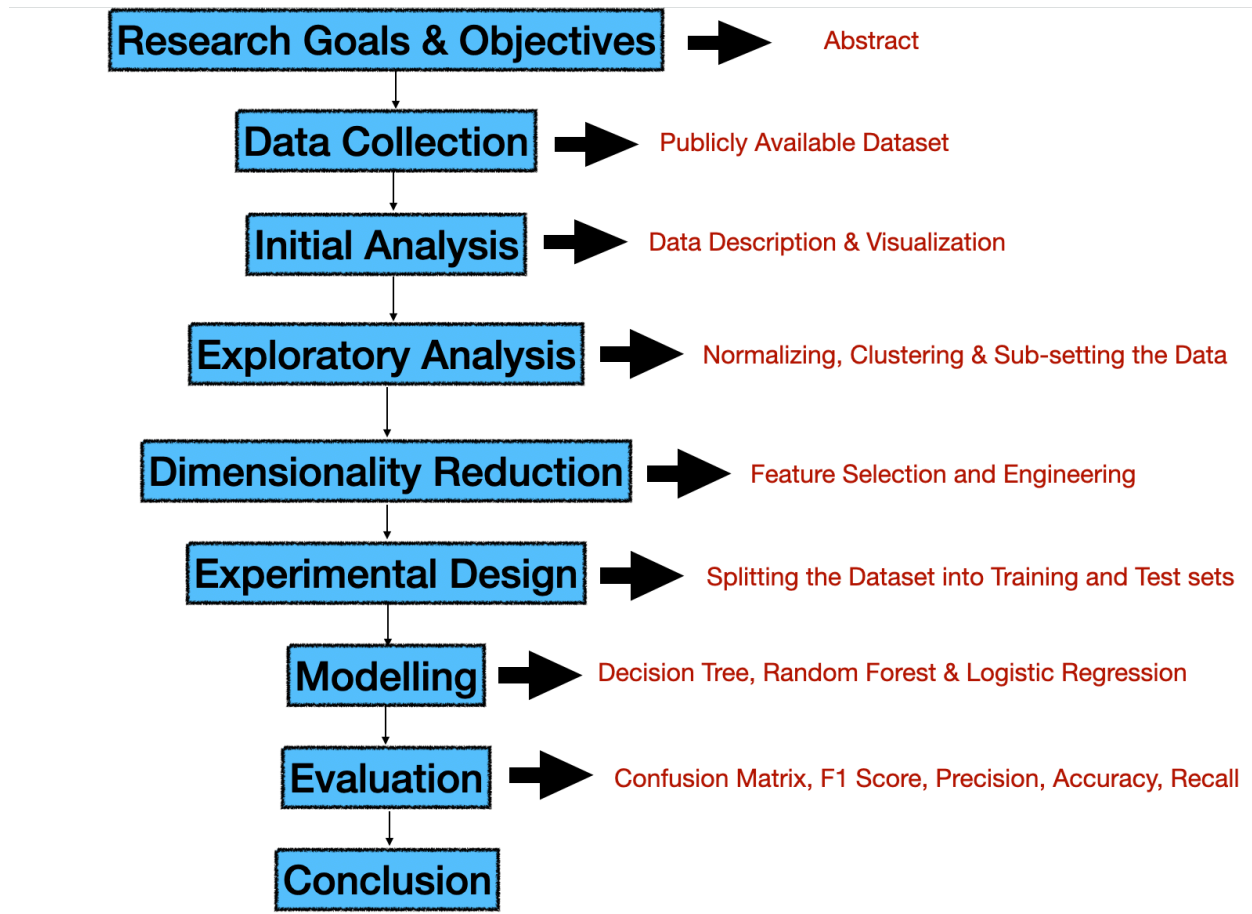 Research Goals & Objectives
Abstract
Data Collection
Publicly Available Dataset
Initial Analysis
Data Description & Visualization
Exploratory Analysis
Normalizing, Clustering & Sub-setting the Data
Dimensionality Reduction
Feature Selection and Engineering
Experimental Design
Splitting the Dataset into Training and Test sets
Modelling
Decision Tree, Random Forest & Logistic Regression
Evaluation
Confusion Matrix, F1 Score, Precision, Accuracy, Recall
Conclusion